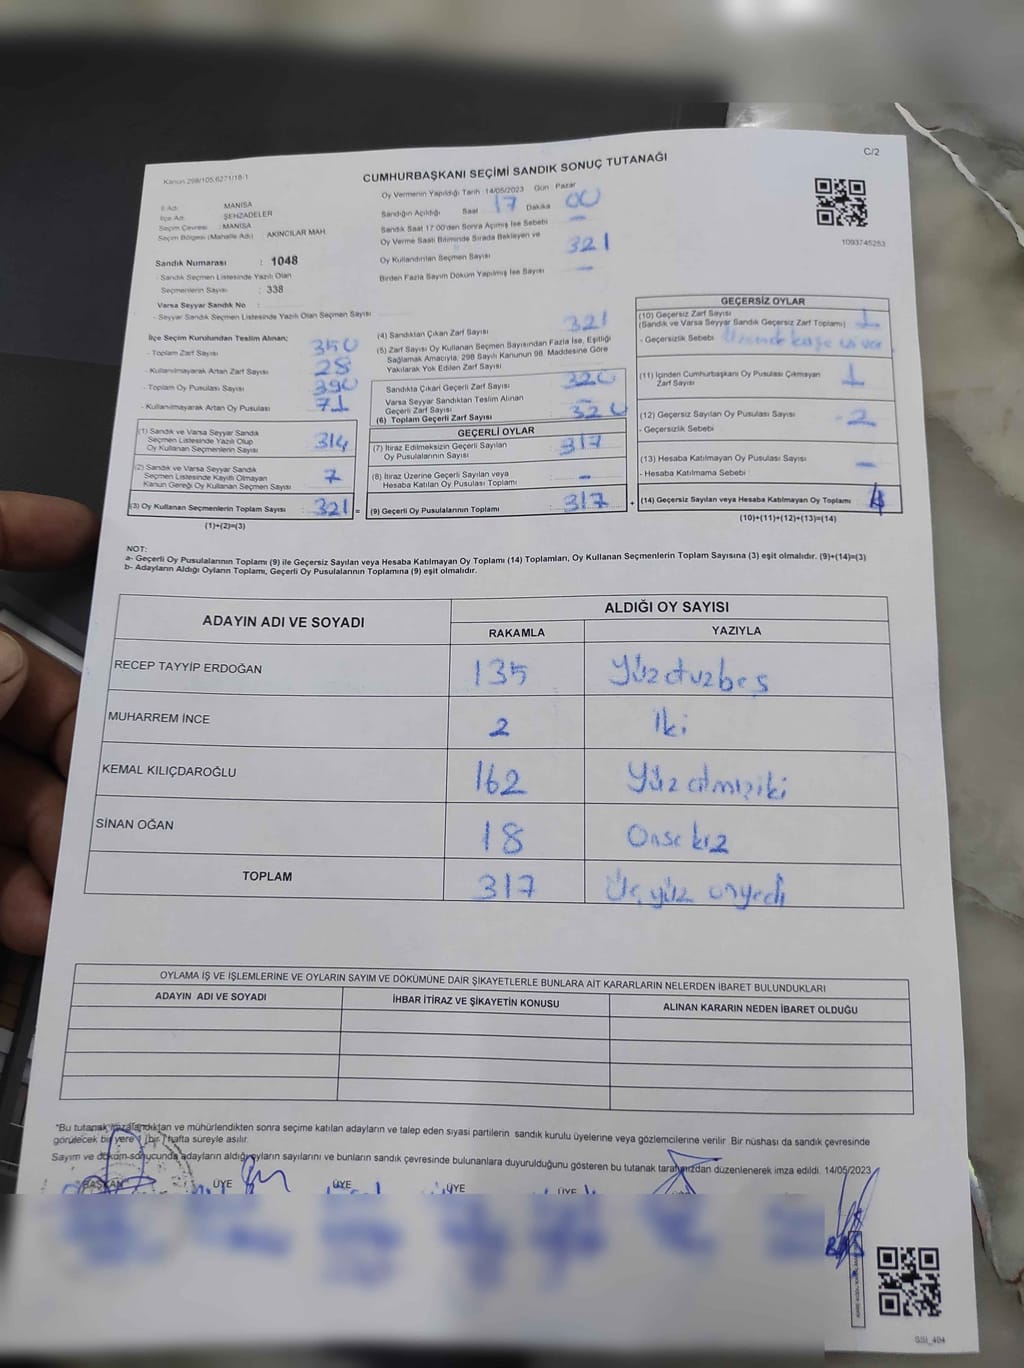 CUMHURBAŞKANI SEÇİMİ SANDIK SONUÇ TUTANAĞI
C/2
Kanun 298/105,6271/18-1
İl Adı : MANİSA
İlçe Adı : ŞEHZADELER
Seçim Çevresi : MANİSA
Seçim Bölgesi (Mahalle Adı) : AKINCILAR MAH.
Sandık Numarası : 1048
Sandık Seçmen Listesinde Yazılı Olan
Seçmenlerin Sayısı : 338
Varsa Seyyar Sandık No :
- Seyyar Sandık Seçmen Listesinde Yazılı Olan Seçmen Sayısı
Oy Vermenin Yapıldığı Tarih : 14/05/2023 Gün : Pazar
Sandığın Açıldığı Saat 17 Dakika 00
Sandık Saat 17:00'den Sonra Açımış İse Sebebi -
Oy Verme Saati Bitiminde Sırada Bekleyen ve
Oy Kullandırılan Seçmen Sayısı 321
Birden Fazla Sayım Döküm Yapılmış İse Sayısı -
1093745253
İlçe Seçim Kurulundan Teslim Alınan;
- Toplam Zarf Sayısı 350
- Kullanılmayarak Artan Zarf Sayısı 28
- Toplam Oy Pusulası Sayısı 390
- Kullanılmayarak Artan Oy Pusulası 71
(1) Sandık ve Varsa Seyyar Sandık
Seçmen Listesinde Yazılı Olup
Oy Kullanan Seçmenlerin Sayısı 314
(2) Sandık ve Varsa Seyyar Sandık
Seçmen Listesinde Kayıtlı Olmayan
Kanun Gereği Oy Kullanan Seçmen Sayısı 7
(3) Oy Kullanan Seçmenlerin Toplam Sayısı 321 =
(1)+(2)=(3)
(4) Sandıktan Çıkan Zarf Sayısı 321
(5) Zarf Sayısı Oy Kullanan Seçmen Sayısından Fazla İse, Eşitliği
Sağlamak Amacıyla, 298 Sayılı Kanunun 98. Maddesine Göre
Yakılarak Yok Edilen Zarf Sayısı
Sandıkta Çıkan Geçerli Zarf Sayısı 320
Varsa Seyyar Sandıktan Teslim Alınan
Geçerli Zarf Sayısı
(6) Toplam Geçerli Zarf Sayısı 320
GEÇERLİ OYLAR
(7) İtiraz Edilmeksizin Geçerli Sayılan
Oy Pusulalarının Sayısı 317
(8) İtiraz Üzerine Geçerli Sayılan veya
Hesaba Katılan Oy Pusulası Toplamı -
(9) Geçerli Oy Pusulalarının Toplamı 317 +
GEÇERSİZ OYLAR
(10) Geçersiz Zarf Sayısı
(Sandık ve Varsa Seyyar Sandık Geçersiz Zarf Toplamı) 1
- Geçersizlik Sebebi : Üzerinde kaşe
(11) İçinden Cumhurbaşkanı Oy Pusulası Çıkmayan
Zarf Sayısı 1
(12) Geçersiz Sayılan Oy Pusulası Sayısı 2
- Geçersizlik Sebebi :
(13) Hesaba Katılmayan Oy Pusulası Sayısı -
- Hesaba Katılmama Sebebi :
(14) Geçersiz Sayılan veya Hesaba Katılmayan Oy Toplamı 4
(10)+(11)+(12)+(13)=(14)
NOT:
a- Geçerli Oy Pusulalarının Toplamı (9) ile Geçersiz Sayılan veya Hesaba Katılmayan Oy Toplamı (14) Toplamları, Oy Kullanan Seçmenlerin Toplam Sayısına (3) eşit olmalıdır. (9)+(14)=(3)
b- Adayların Aldığı Oyların Toplamı, Geçerli Oy Pusulalarının Toplamına (9) eşit olmalıdır.
ADAYIN ADI VE SOYADI
ALDIĞI OY SAYISI
RAKAMLA YAZIYLA
RECEP TAYYİP ERDOĞAN 135 Yüzotuzbeş
MUHARREM İNCE 2 İki
KEMAL KILIÇDAROĞLU 162 Yüz atmışiki
SİNAN OĞAN 18 Onsekiz
TOPLAM 317 Üçyüz onyedi
OYLAMA İŞ VE İŞLEMLERİNE VE OYLARIN SAYIM VE DÖKÜMÜNE DAİR ŞİKAYETLERLE BUNLARA AİT KARARLARIN NELERDEN İBARET BULUNDUKLARI
ADAYIN ADI VE SOYADI İHBAR İTİRAZ VE ŞİKAYETİN KONUSU ALINAN KARARIN NEDEN İBARET OLDUĞU
"Bu tutanak imzalandıktan ve mühürlendikten sonra seçime katılan adayların ve talep eden siyasi partilerin sandık kurulu üyelerine veya gözlemcilerine verilir. Bir nüshası da sandık çevresinde
görülecek bir yere 1 (bir) hafta süreyle asılır.
Sayım ve döküm sonucunda adayların aldığı oyların sayılarını ve bunların sandık çevresinde bulunanlara duyurulduğunu gösteren bu tutanak tarafımızdan düzenlenerek imza edildi. 14/05/2023
BAŞKAN ÜYE ÜYE ÜYE ÜYE
SSI_494